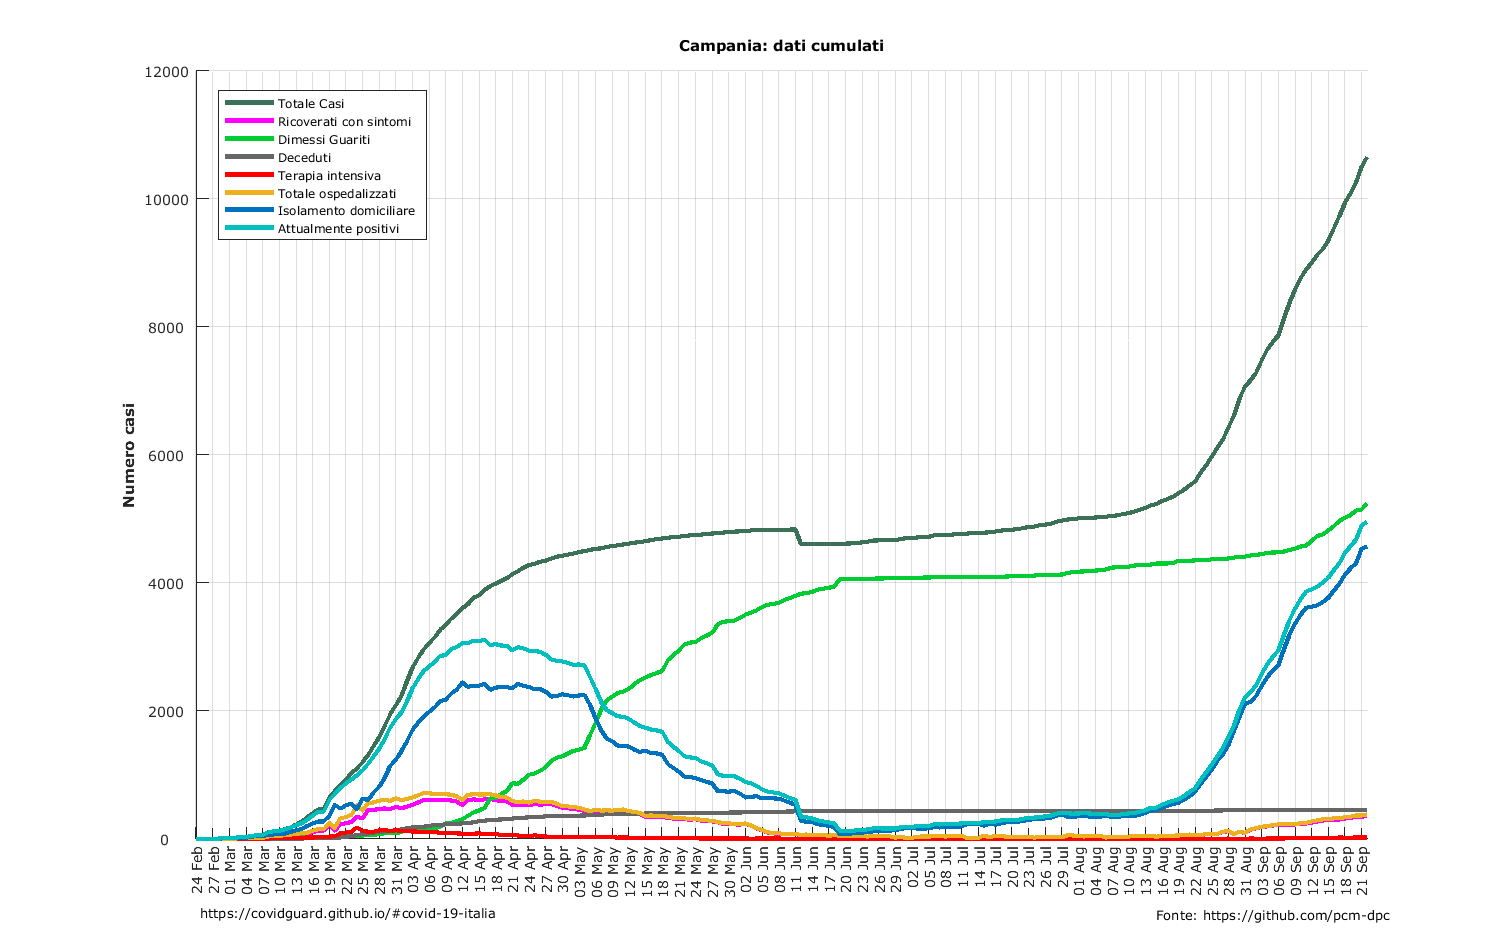 Campania: dati cumulati
12000
10000
8000
6000
4000
2000
0
Numero casi
Totale Casi
Ricoverati con sintomi
Dimessi Guariti
Deceduti
Terapia intensiva
Totale ospedalizzati
Isolamento domiciliare
Attualmente positivi
24 Feb
27 Feb
01 Mar
04 Mar
07 Mar
10 Mar
13 Mar
16 Mar
19 Mar
22 Mar
25 Mar
28 Mar
31 Mar
03 Apr
06 Apr
09 Apr
12 Apr
15 Apr
18 Apr
21 Apr
24 Apr
27 Apr
30 Apr
03 May
06 May
09 May
12 May
15 May
18 May
21 May
24 May
27 May
30 May
02 Jun
05 Jun
08 Jun
11 Jun
14 Jun
17 Jun
20 Jun
23 Jun
26 Jun
29 Jun
02 Jul
05 Jul
08 Jul
11 Jul
14 Jul
17 Jul
20 Jul
23 Jul
26 Jul
29 Jul
01 Aug
04 Aug
07 Aug
10 Aug
13 Aug
16 Aug
19 Aug
22 Aug
25 Aug
28 Aug
31 Aug
03 Sep
06 Sep
09 Sep
12 Sep
15 Sep
18 Sep
21 Sep
https://covidguard.github.io/#covid-19-italia
Fonte: https://github.com/pcm-dpc